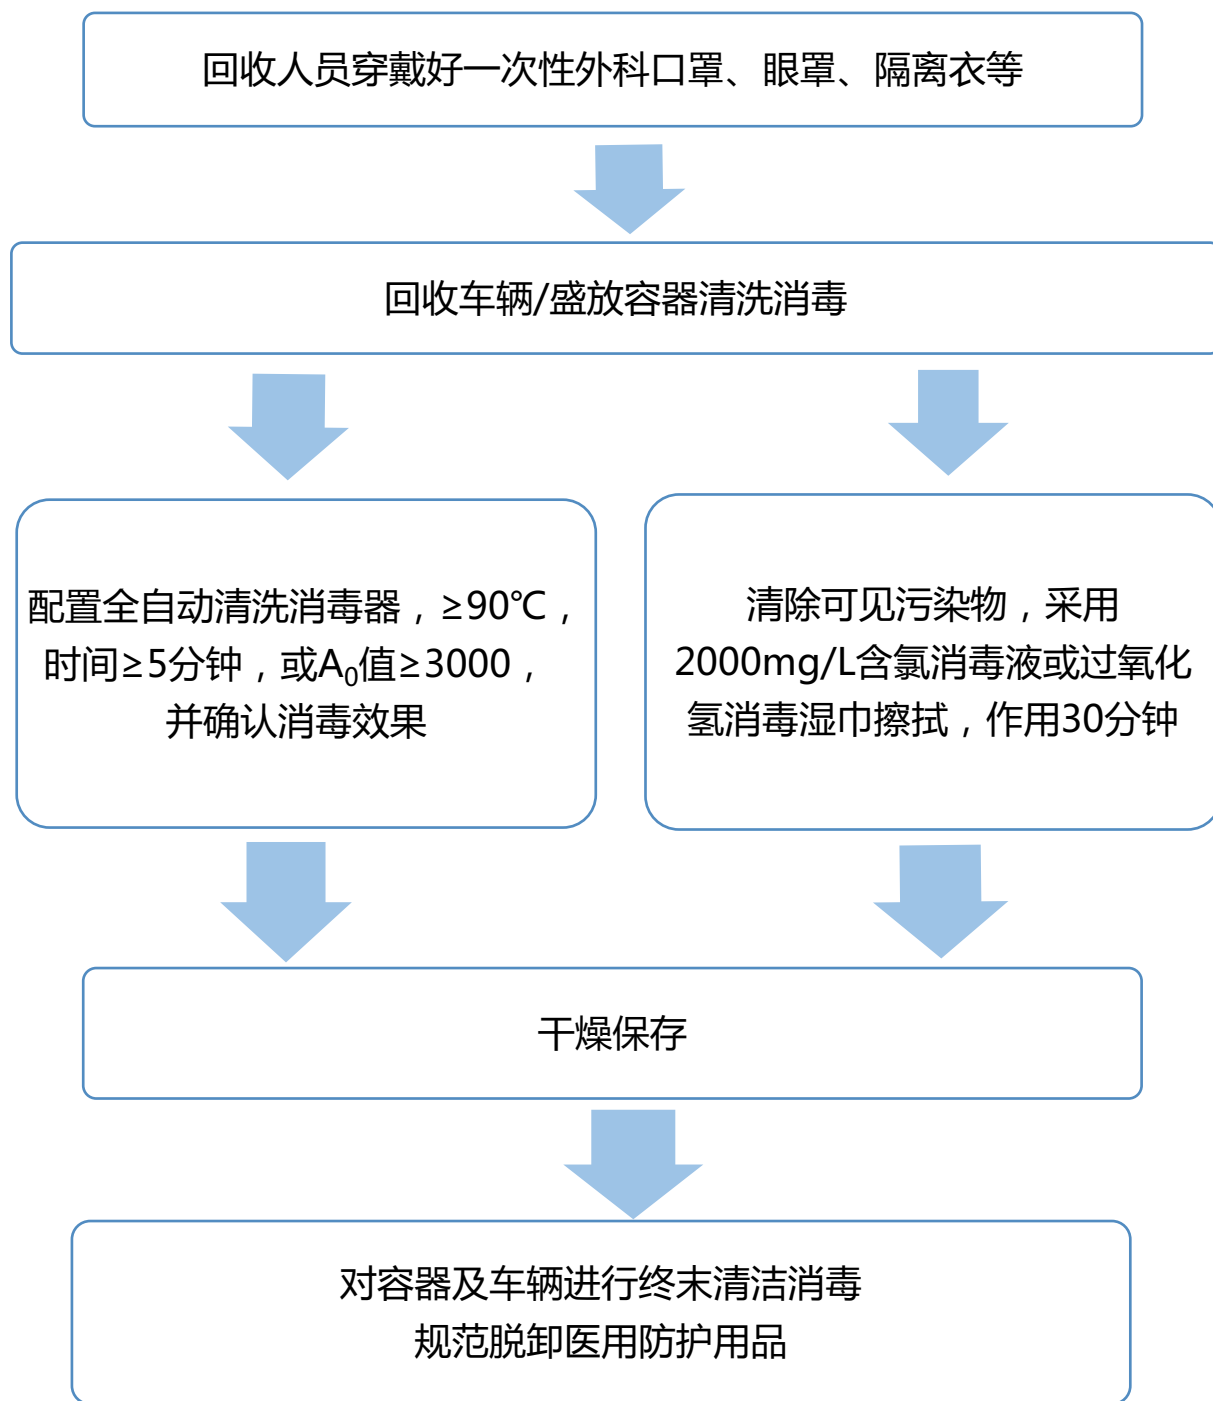 回收人员穿戴好一次性外科口罩、眼罩、隔离衣等
回收车辆/盛放容器清洗消毒
配置全自动清洗消毒器，≥90℃，
时间≥5分钟，或A₀值≥3000，
并确认消毒效果
清除可见污染物，采用
2000mg/L含氯消毒液或过氧化
氢消毒湿巾擦拭，作用30分钟
干燥保存
对容器及车辆进行终末清洁消毒
规范脱卸医用防护用品